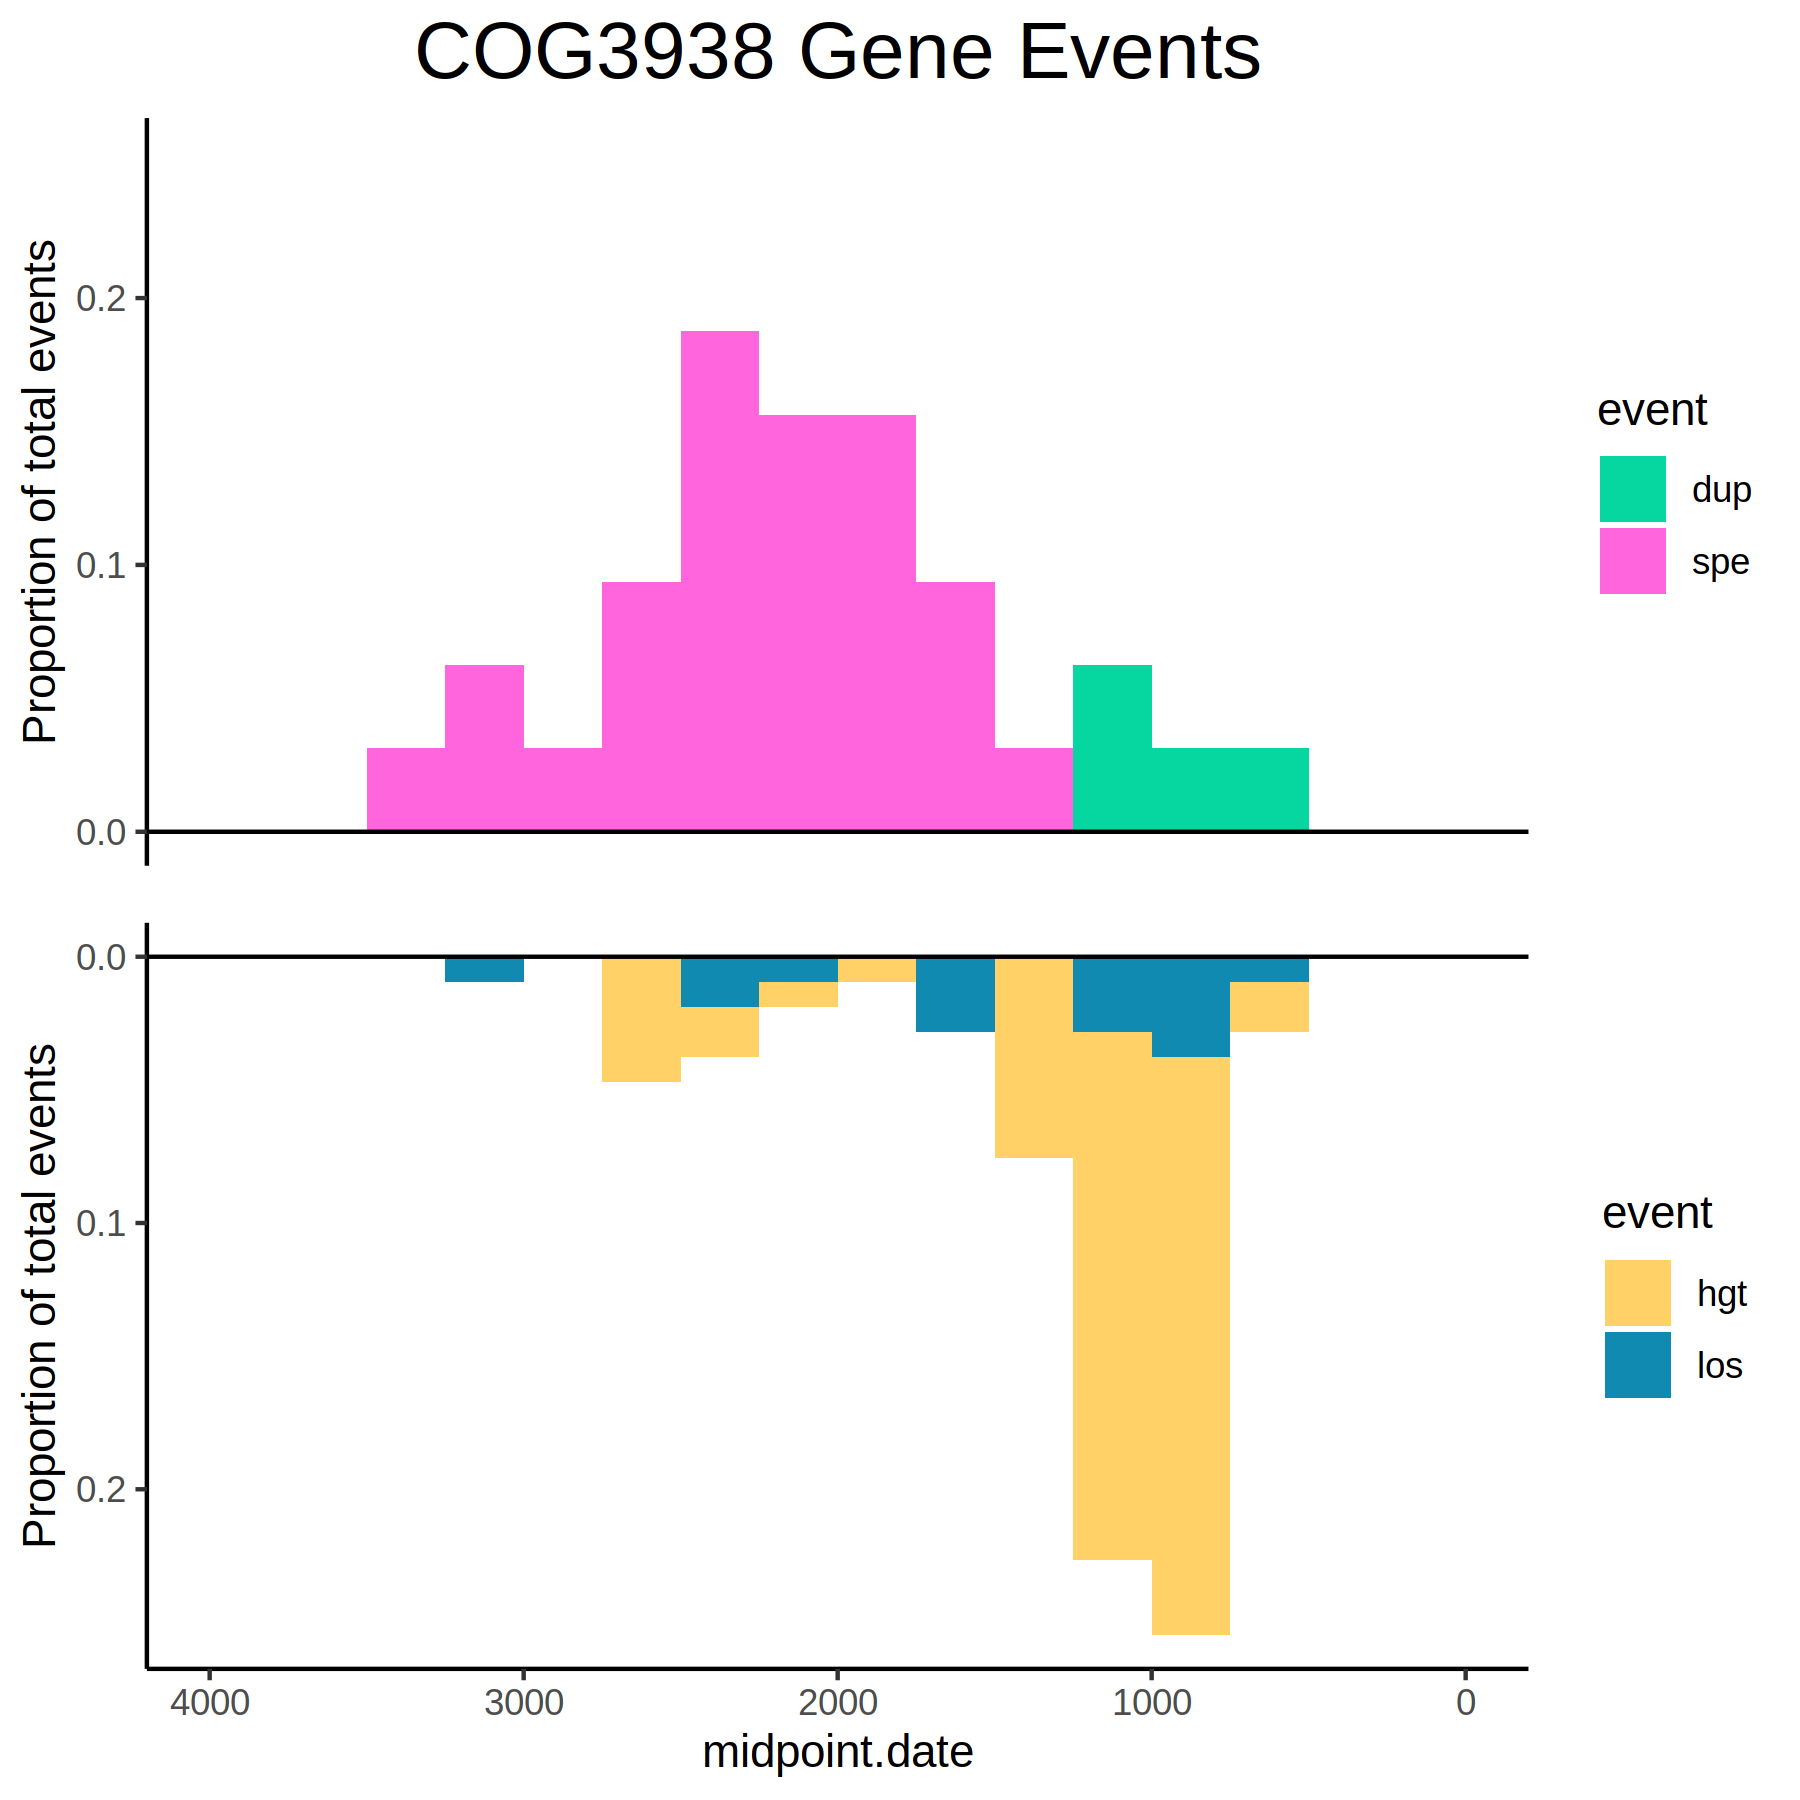 COG3938 Gene Events
Proportion of total events
0.2
0.1
0.0
event
dup
spe
Proportion of total events
0.0
0.1
0.2
event
hgt
los
4000 3000 2000 1000 0
midpoint.date